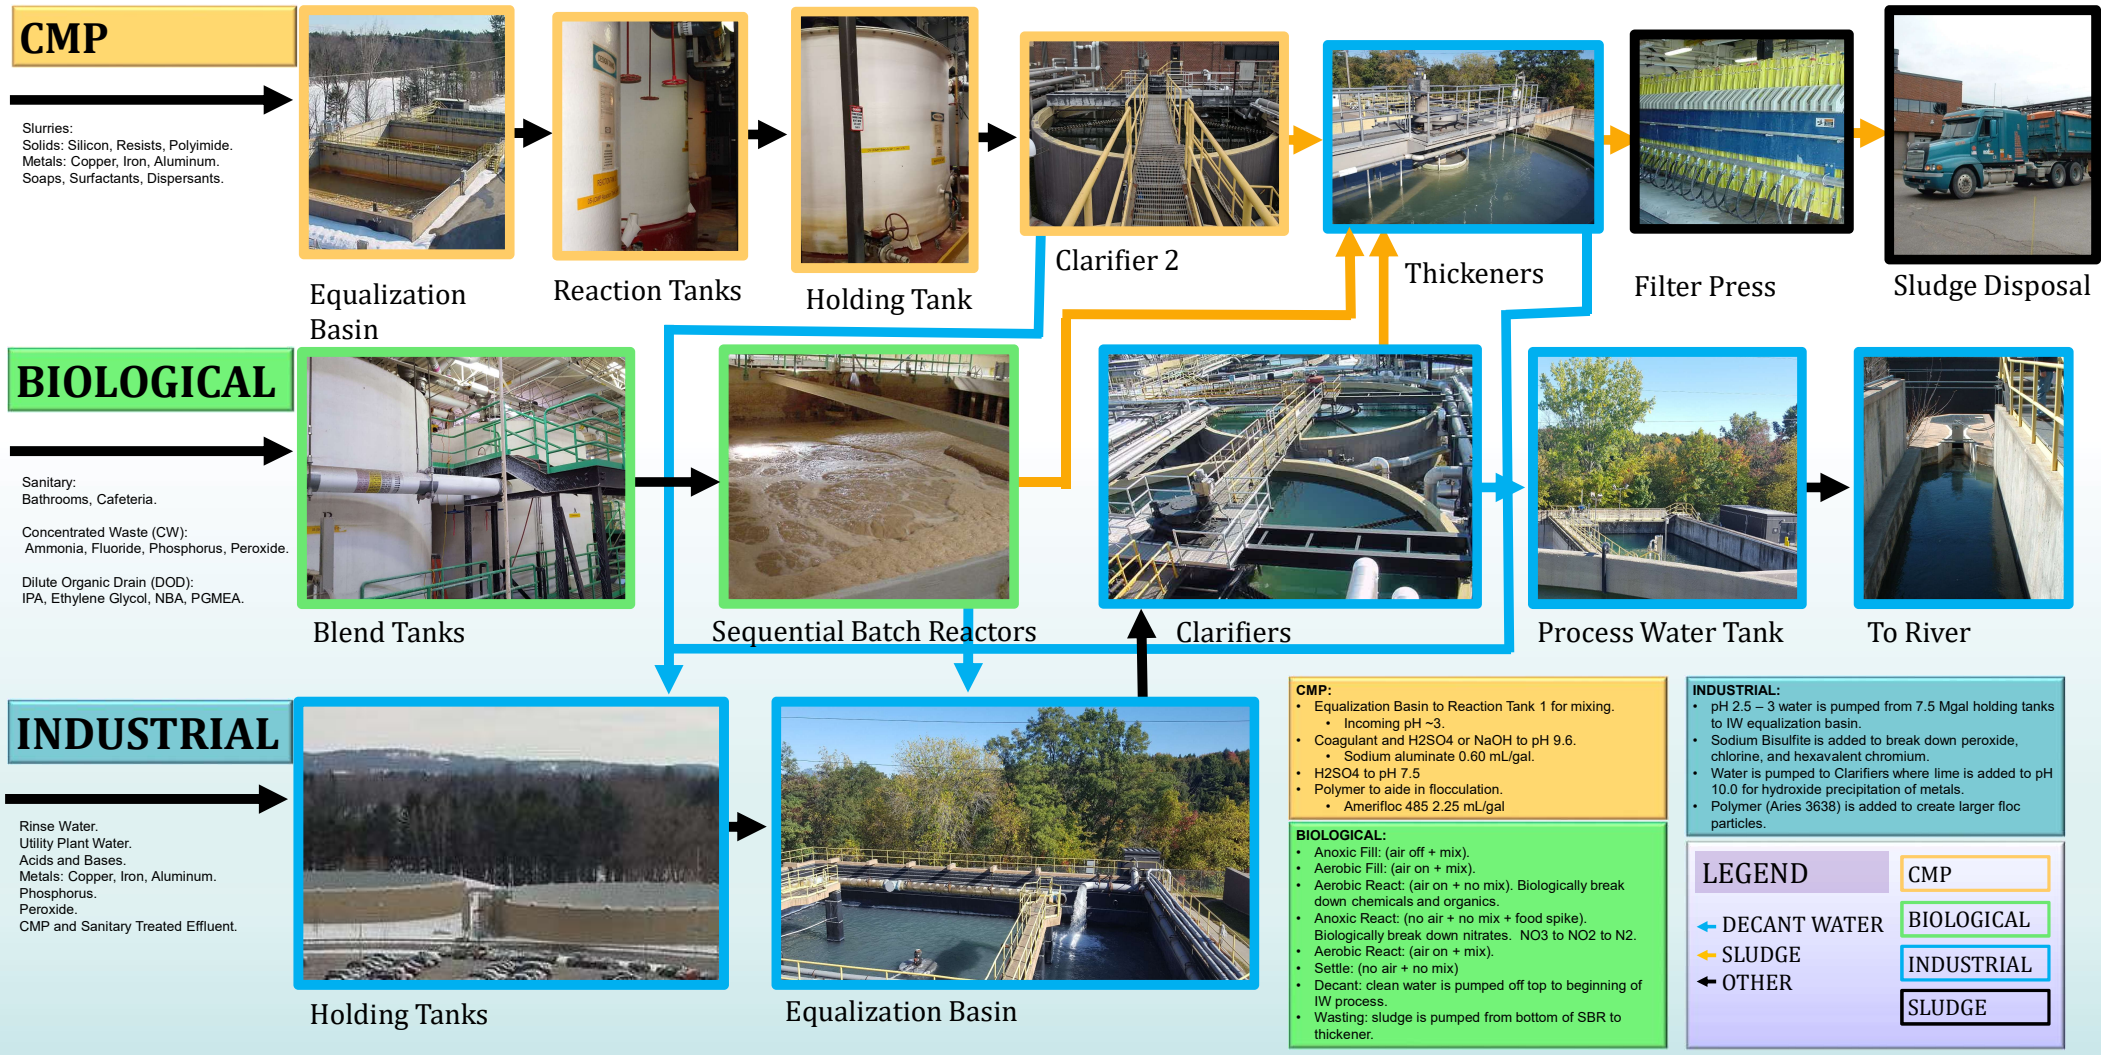 CMP
Slurries:
Solids: Silicon, Resists, Polyimide.
Metals: Copper, Iron, Aluminum.
Soaps, Surfactants, Dispersants.
Equalization
Basin
Reaction Tanks
Holding Tank
Clarifier 2
Thickeners
Filter Press
Sludge Disposal
BIOLOGICAL
Sanitary:
Bathrooms, Cafeteria.
Concentrated Waste (CW):
Ammonia, Fluoride, Phosphorus, Peroxide.
Dilute Organic Drain (DOD):
IPA, Ethylene Glycol, NBA, PGMEA.
Blend Tanks
Sequential Batch Reactors
Clarifiers
Process Water Tank
To River
INDUSTRIAL
Rinse Water.
Utility Plant Water.
Acids and Bases.
Metals: Copper, Iron, Aluminum.
Phosphorus.
Peroxide.
CMP and Sanitary Treated Effluent.
Holding Tanks
Equalization Basin
CMP:
• Equalization Basin to Reaction Tank 1 for mixing.
• Incoming pH ~3.
• Coagulant and H2SO4 or NaOH to pH 9.6.
• Sodium aluminate 0.60 mL/gal.
• H2SO4 to pH 7.5
• Polymer to aide in flocculation.
• Amerifloc 485 2.25 mL/gal
BIOLOGICAL:
• Anoxic Fill: (air off + mix).
• Aerobic Fill: (air on + mix).
• Aerobic React: (air on + no mix). Biologically break
down chemicals and organics.
• Anoxic React: (no air + no mix + food spike).
Biologically break down nitrates. NO3 to NO2 to N2.
• Aerobic React: (air on + mix).
• Settle: (no air + no mix)
• Decant: clean water is pumped off top to beginning of
IW process.
• Wasting: sludge is pumped from bottom of SBR to
thickener.
INDUSTRIAL:
• pH 2.5 – 3 water is pumped from 7.5 Mgal holding tanks
to IW equalization basin.
• Sodium Bisulfite is added to break down peroxide,
chlorine, and hexavalent chromium.
• Water is pumped to Clarifiers where lime is added to pH
10.0 for hydroxide precipitation of metals.
• Polymer (Aries 3638) is added to create larger floc
particles.
LEGEND
DECANT WATER
SLUDGE
OTHER
CMP
BIOLOGICAL
INDUSTRIAL
SLUDGE